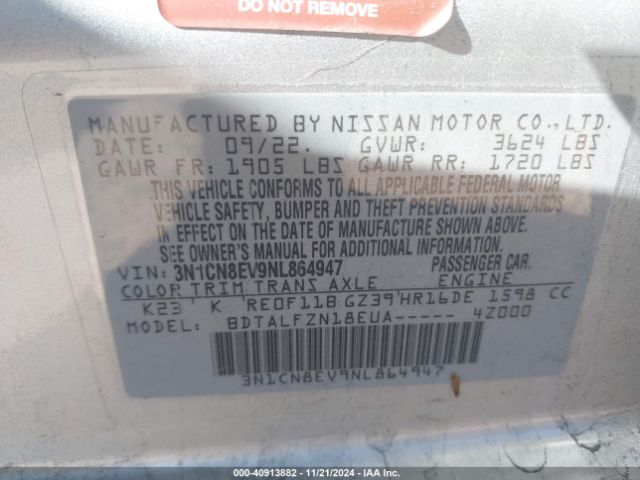 DO NOT REMOVE
MANUFACTURED BY NISSAN MOTOR CO.,LTD.
DATE: 09/22. GVWR: 3624 LBS
GAWR FR: 1905 LBS GAWR RR: 1720 LBS
THIS VEHICLE CONFORMS TO ALL APPLICABLE FEDERAL MOTOR
VEHICLE SAFETY, BUMPER AND THEFT PREVENTION STANDARDS
IN EFFECT ON THE DATE OF MANUFACTURE SHOWN ABOVE.
SEE OWNER'S MANUAL FOR ADDITIONAL INFORMATION.
VIN: 3N1CN8EV9NL864947 PASSENGER CAR.
COLOR TRIM TRANS AXLE ENGINE
K23 ' K ' RE0F11B GZ39 HR16DE 1598 CC
MODEL: BDTALFZN18EUA----- 4Z000
3N1CN8EV9NL864947
000-40913882 - 11/21/2024 - IAA Inc.